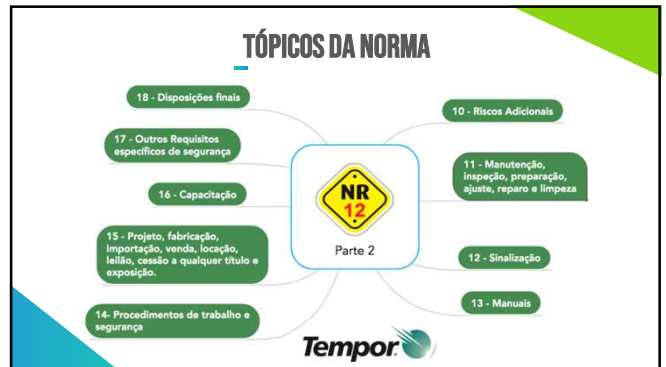 TÓPICOS DA NORMA
10 - Riscos Adicionais
11 - Manutenção,
inspeção, preparação,
ajuste, reparo e limpeza
12 - Sinalização
13 - Manuais
14- Procedimentos de trabalho e
segurança
15 - Projeto, fabricação,
importação, venda, locação,
leilão, cessão a qualquer título e
exposição.
16 - Capacitação
17 - Outros Requisitos
específicos de segurança
18 - Disposições finais
NR
12
Parte 2
Tempor